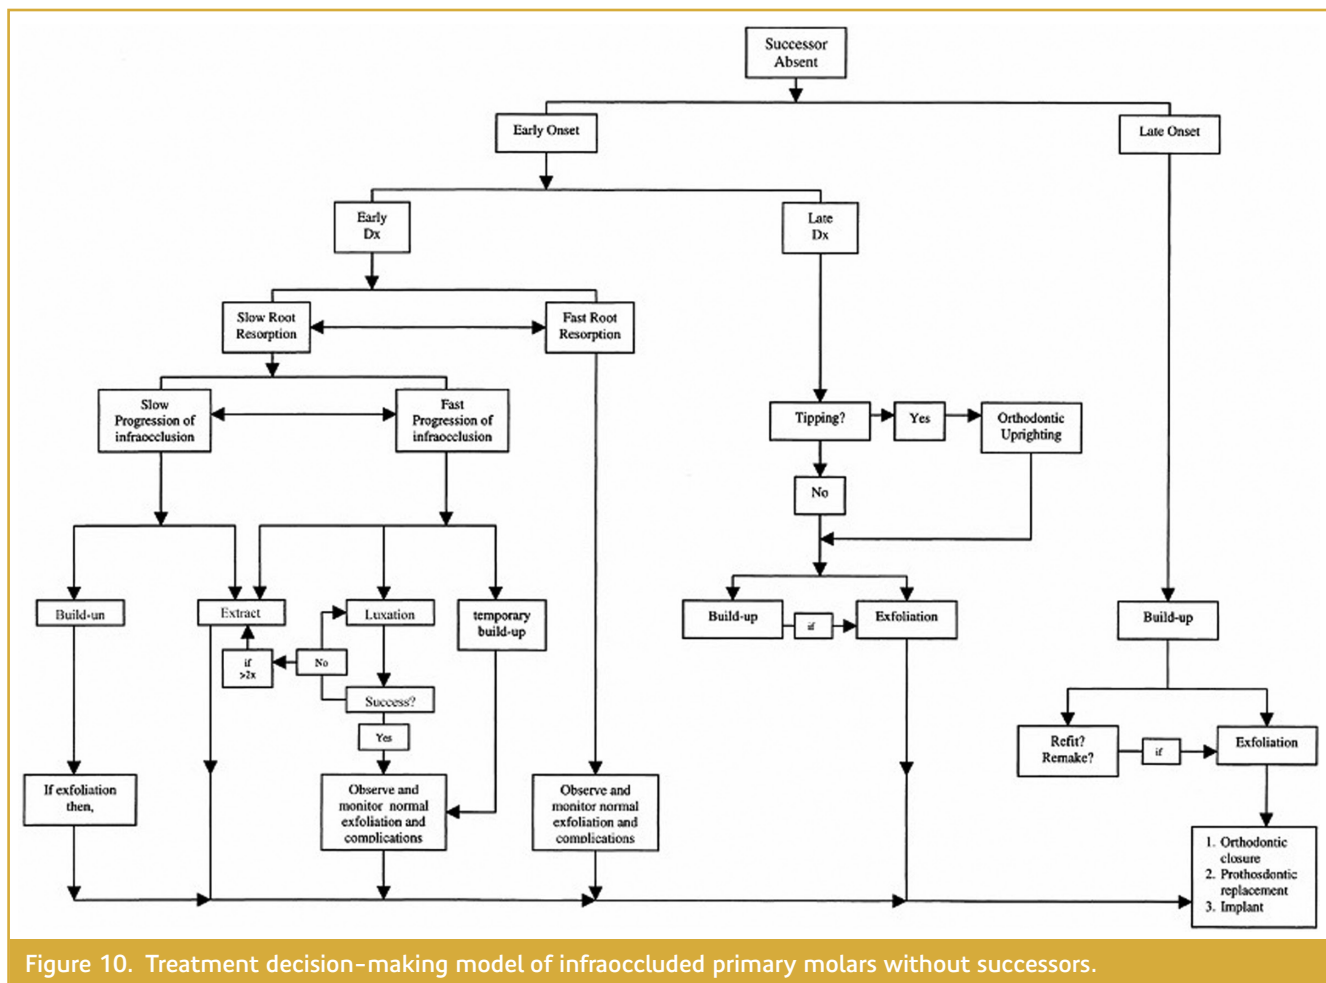 Successor
Absent
Early Onset
Late Onset
Early
Dx
Late
Dx
Slow Root
Resorption
Fast Root
Resorption
Slow
Progression of
infraocclusion
Fast
Progression of
infraocclusion
Tipping?
Yes
Orthodontic
Uprighting
No
Build-un
Extract
Luxation
temporary
build-up
Build-up
if
Exfoliation
Build-up
if
>2x
No
Success?
Yes
Refit?
Remake?
if
Exfoliation
If exfoliation
then,
Observe and
monitor normal
exfoliation and
complications
Observe and
monitor normal
exfoliation and
complications
1. Orthodontic
closure
2. Prothosdontic
replacement
3. Implant
Figure 10. Treatment decision-making model of infraoccluded primary molars without successors.